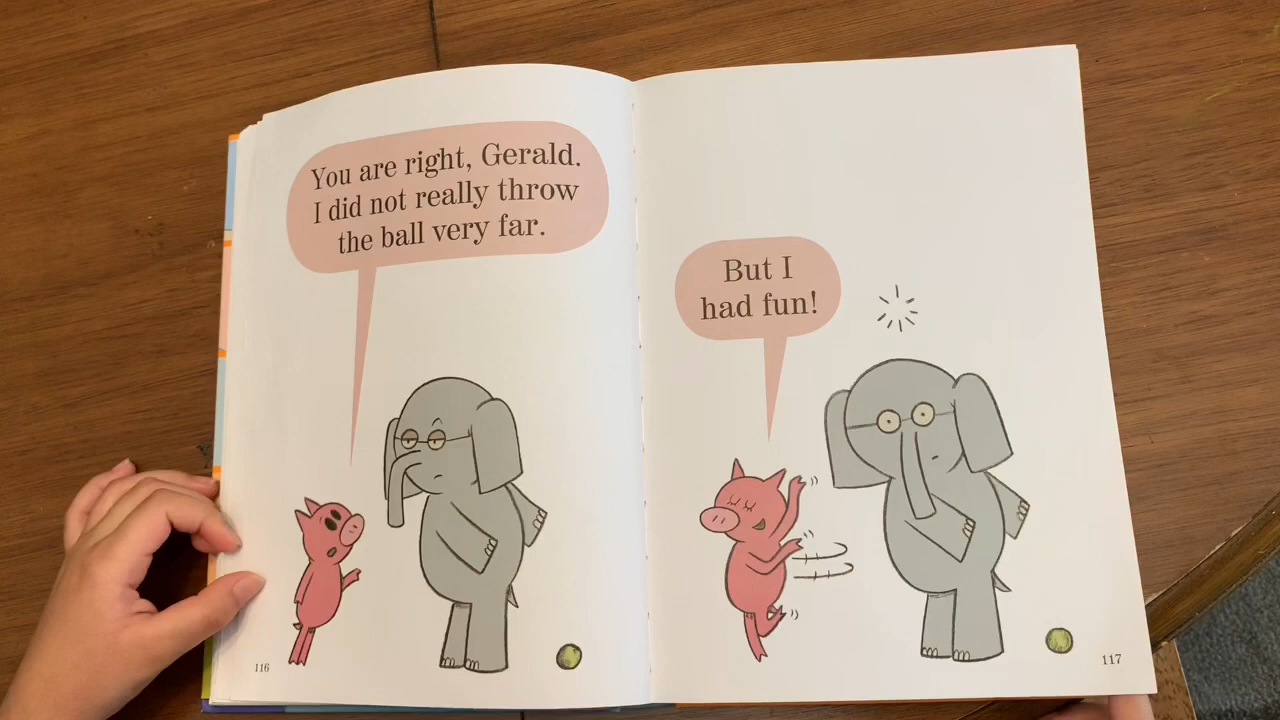 You are right, Gerald.
I did not really throw
the ball very far.
116
But I
had fun!
117